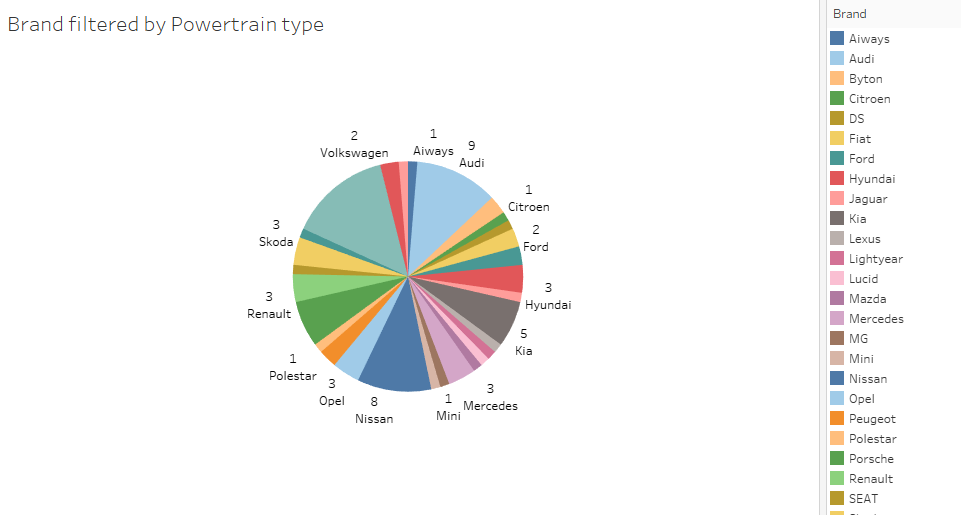 Brand filtered by Powertrain type
2
Volkswagen
1
Aiways
9
Audi
1
Citroen
2
Ford
3
Hyundai
5
Kia
3
Mercedes
1
Mini
8
Nissan
3
Opel
1
Polestar
3
Renault
3
Skoda
Brand
Aiways
Audi
Byton
Citroen
DS
Fiat
Ford
Hyundai
Jaguar
Kia
Lexus
Lightyear
Lucid
Mazda
Mercedes
MG
Mini
Nissan
Opel
Peugeot
Polestar
Porsche
Renault
SEAT